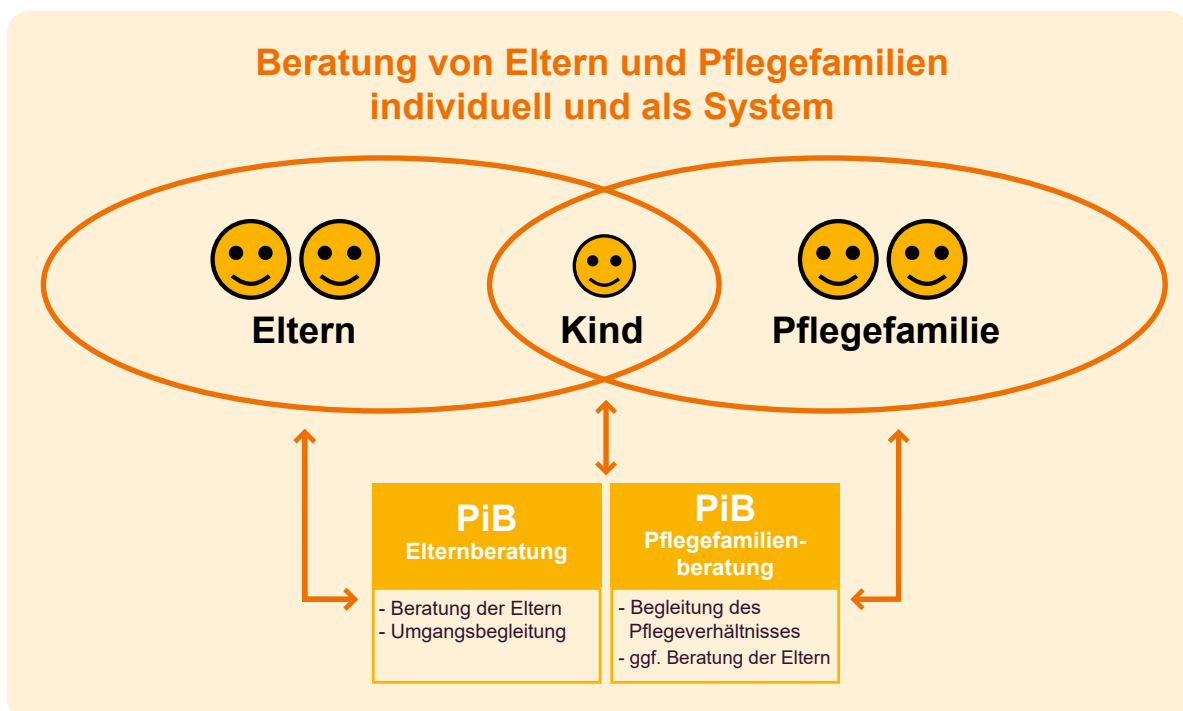 Beratung von Eltern und Pflegefamilien
individuell und als System
Eltern
Kind
Pflegefamilie
PiB
Elternberatung
- Beratung der Eltern
- Umgangsbegleitung
PiB
Pflegefamilien-
beratung
- Begleitung des
Pflegeverhältnisses
- ggf. Beratung der Eltern